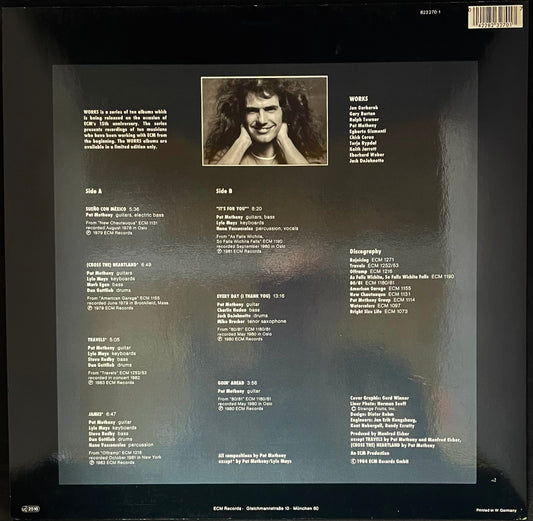 823 270-1
WORKS is a series of ten albums which
is being released on the occasion of
ECM's 15th anniversary. The series
presents recordings of ten musicians
who have been working with ECM from
the beginning. The WORKS albums are
available in a limited edition only.
WORKS
Jan Garbarek
Gary Burton
Ralph Towner
Pat Metheny
Egberto Gismonti
Chick Corea
Terje Rypdal
Keith Jarrett
Eberhard Weber
Jack DeJohnette
Side A
SUEÑO CON MÉXICO 5:36
Pat Metheny guitars, electric bass
From "New Chautauqua" ECM 1131
recorded August 1978 in Oslo
Ⓟ 1979 ECM Records
(CROSS THE) HEARTLAND* 6:49
Pat Metheny guitars
Lyle Mays keyboards
Mark Egan bass
Dan Gottlieb drums
From "American Garage" ECM 1155
recorded June 1979 in Brookfield, Mass.
Ⓟ 1979 ECM Records
TRAVELS* 5:05
Pat Metheny guitar
Lyle Mays keyboards
Steve Rodby bass
Dan Gottlieb drums
From "Travels" ECM 1252/53
recorded in concert 1982
Ⓟ 1983 ECM Records
JAMES* 6:47
Pat Metheny guitar
Lyle Mays keyboards
Steve Rodby bass
Dan Gottlieb drums
Nana Vasconcelos percussion
From "Offramp" ECM 1216
recorded October 1981 in New York
Ⓟ 1982 ECM Records
Side B
"IT'S FOR YOU"* 8:20
Pat Metheny guitars, bass
Lyle Mays keyboards
Nana Vasconcelos percussion, vocals
From "As Falls Wichita,
So Falls Wichita Falls" ECM 1190
recorded September 1980 in Oslo
Ⓟ 1981 ECM Records
EVERY DAY (I THANK YOU) 13:16
Pat Metheny guitar
Charlie Haden bass
Jack DeJohnette drums
Mike Brecker tenor saxophone
From "80/81" ECM 1180/81
recorded May 1980 in Oslo
Ⓟ 1980 ECM Records
GOIN' AHEAD 3:56
Pat Metheny guitar
From "80/81" ECM 1180/81
recorded May 1980 in Oslo
Ⓟ 1980 ECM Records
All compositions by Pat Metheny
except* by Pat Metheny/Lyle Mays
Discography
Rejoicing ECM 1271
Travels ECM 1252/53
Offramp ECM 1216
As Falls Wichita, So Falls Wichita Falls ECM 1190
80/81 ECM 1180/81
American Garage ECM 1155
New Chautauqua ECM 1131
Pat Metheny Group ECM 1114
Watercolors ECM 1097
Bright Size Life ECM 1073
Cover Graphic: Gerd Winner
Liner Photo: Norman Seeff
© Strange Fruits, Inc.
Design: Dieter Rehm
Engineers: Jan Erik Kongshaug,
Kent Nebergall, Randy Ezratty
Produced by Manfred Eicher
except TRAVELS by Pat Metheny and Manfred Eicher,
(CROSS THE) HEARTLAND by Pat Metheny
An ECM Production
© 1984 ECM Records GmbH
ECM Records · Gleichmannstraße 10 · München 60
Printed in W. Germany